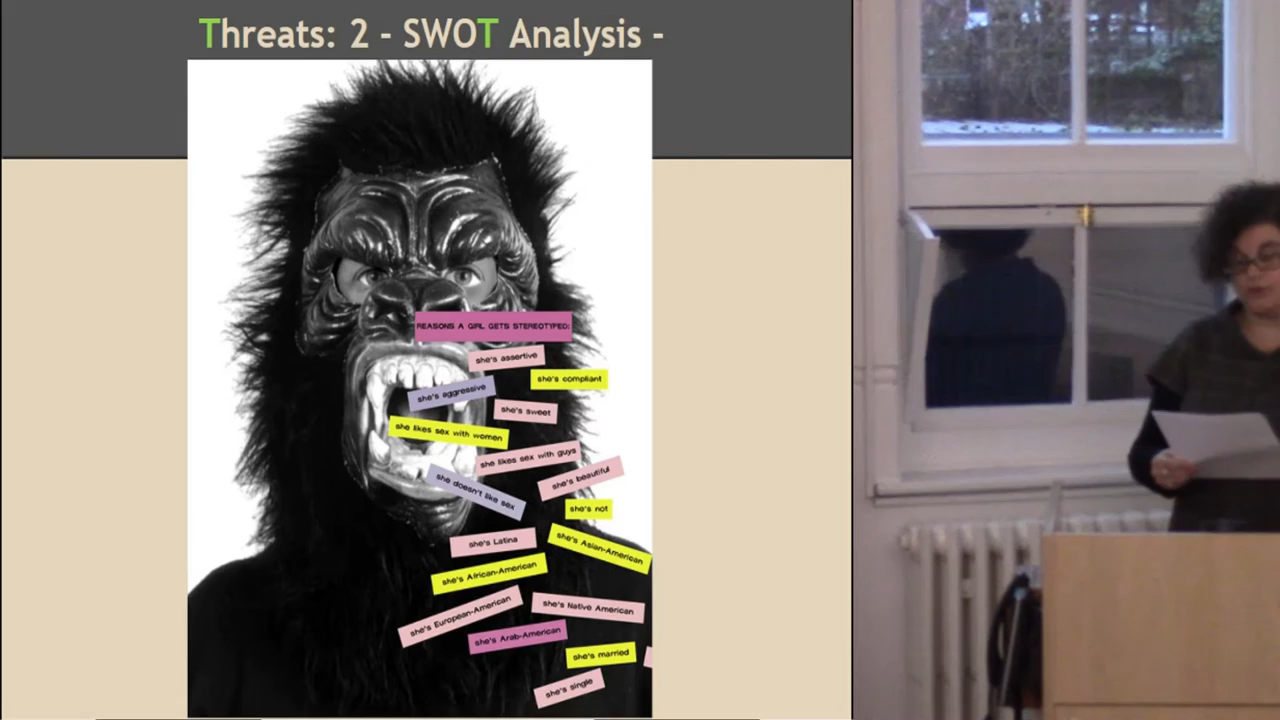 Threats: 2 - SWOT Analysis -
REASONS A GIRL GETS STEREOTYPED:
she's assertive
she's compliant
she's aggressive
she's sweet
she likes sex with women
she likes sex with guys
she's beautiful
she doesn't like sex
she's not
she's Latina
she's Asian-American
she's African-American
she's European-American
she's Native American
she's Arab-American
she's married
she's single